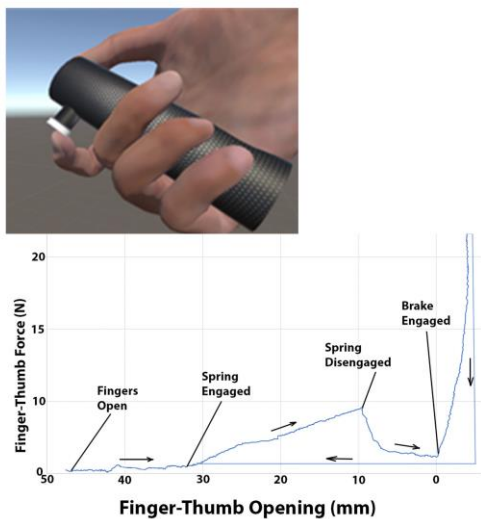 20
15
10
5
0
Finger-Thumb Force (N)
Fingers
Open
Spring
Engaged
Spring
Disengaged
Brake
Engaged
50
40
30
20
10
0
Finger-Thumb Opening (mm)